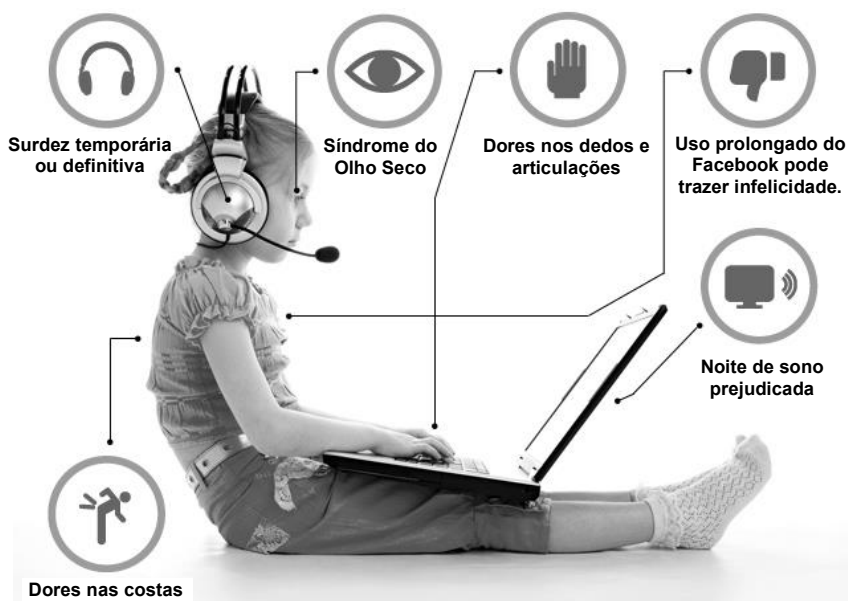 Surdez temporária
ou definitiva
Síndrome do
Olho Seco
Dores nos dedos e
articulações
Uso prolongado do
Facebook pode
trazer infelicidade.
Noite de sono
prejudicada
Dores nas costas